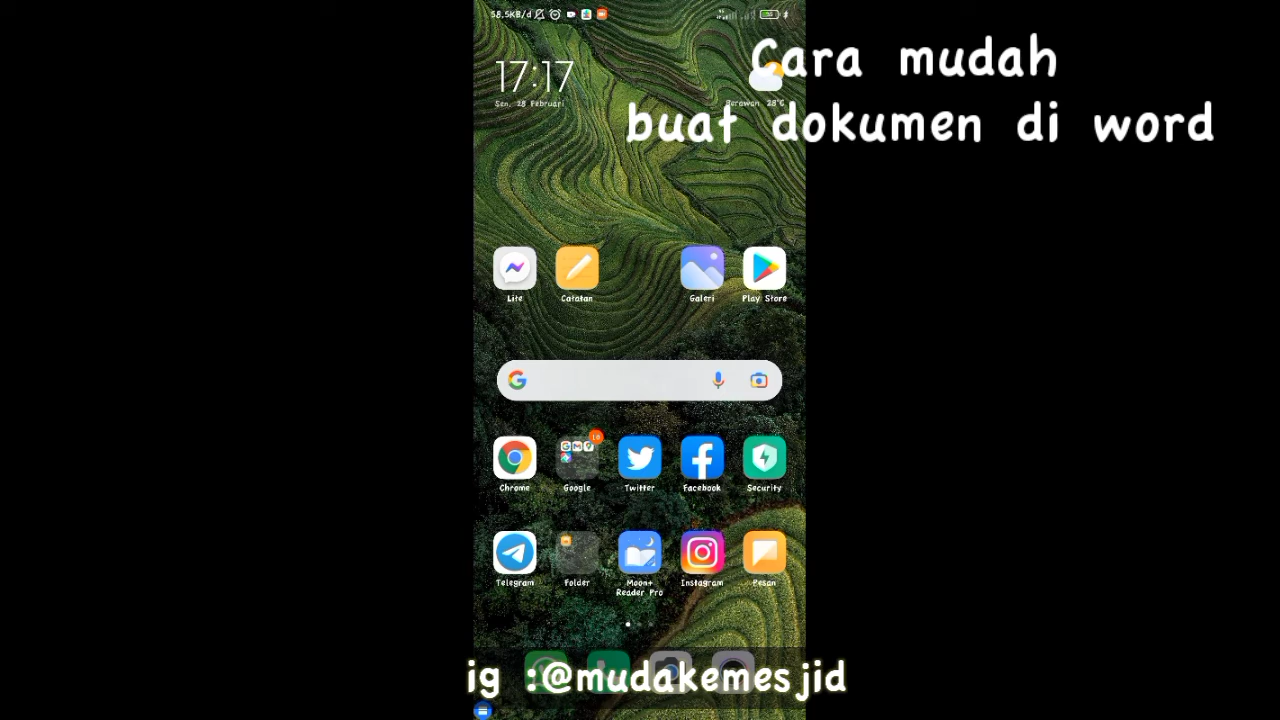 58.5KB/d
Cara mudah
17:17
Sen, 28 Februari
Berawan 28°C
buat dokumen di word
Lite
Catatan
Galeri
Play Store
16
Chrome
Google
Twitter
Facebook
Security
Telegram
Folder
Moon+
Reader Pro
Instagram
Pesan
ig :@mudakemesjid